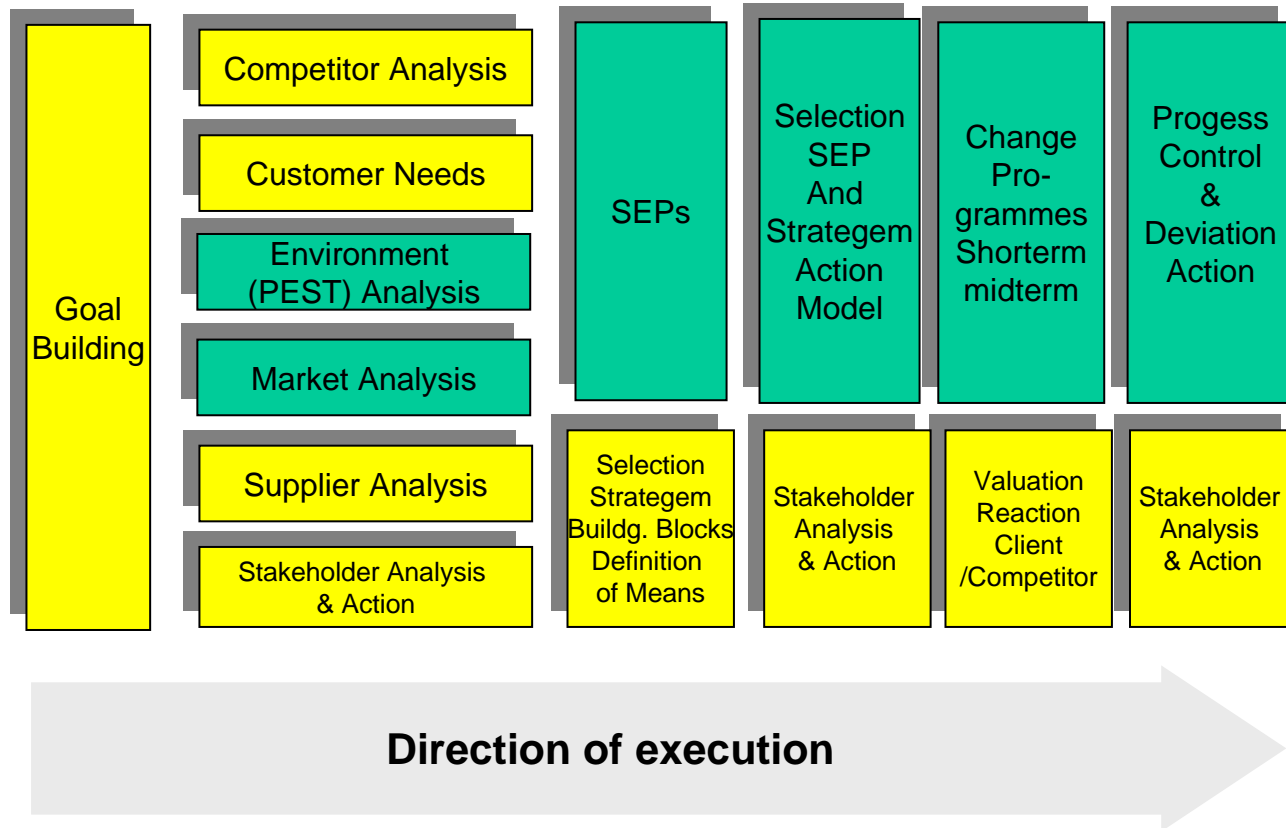 Goal
Building
Competitor Analysis
Customer Needs
Environment
(PEST) Analysis
Market Analysis
Supplier Analysis
Stakeholder Analysis
& Action
SEPs
Selection
Strategem
Buildg. Blocks
Definition
of Means
Selection
SEP
And
Strategem
Action
Model
Stakeholder
Analysis
& Action
Change
Pro-
grammes
Shorterm
midterm
Valuation
Reaction
Client
/Competitor
Progess
Control
&
Deviation
Action
Stakeholder
Analysis
& Action
Direction of execution